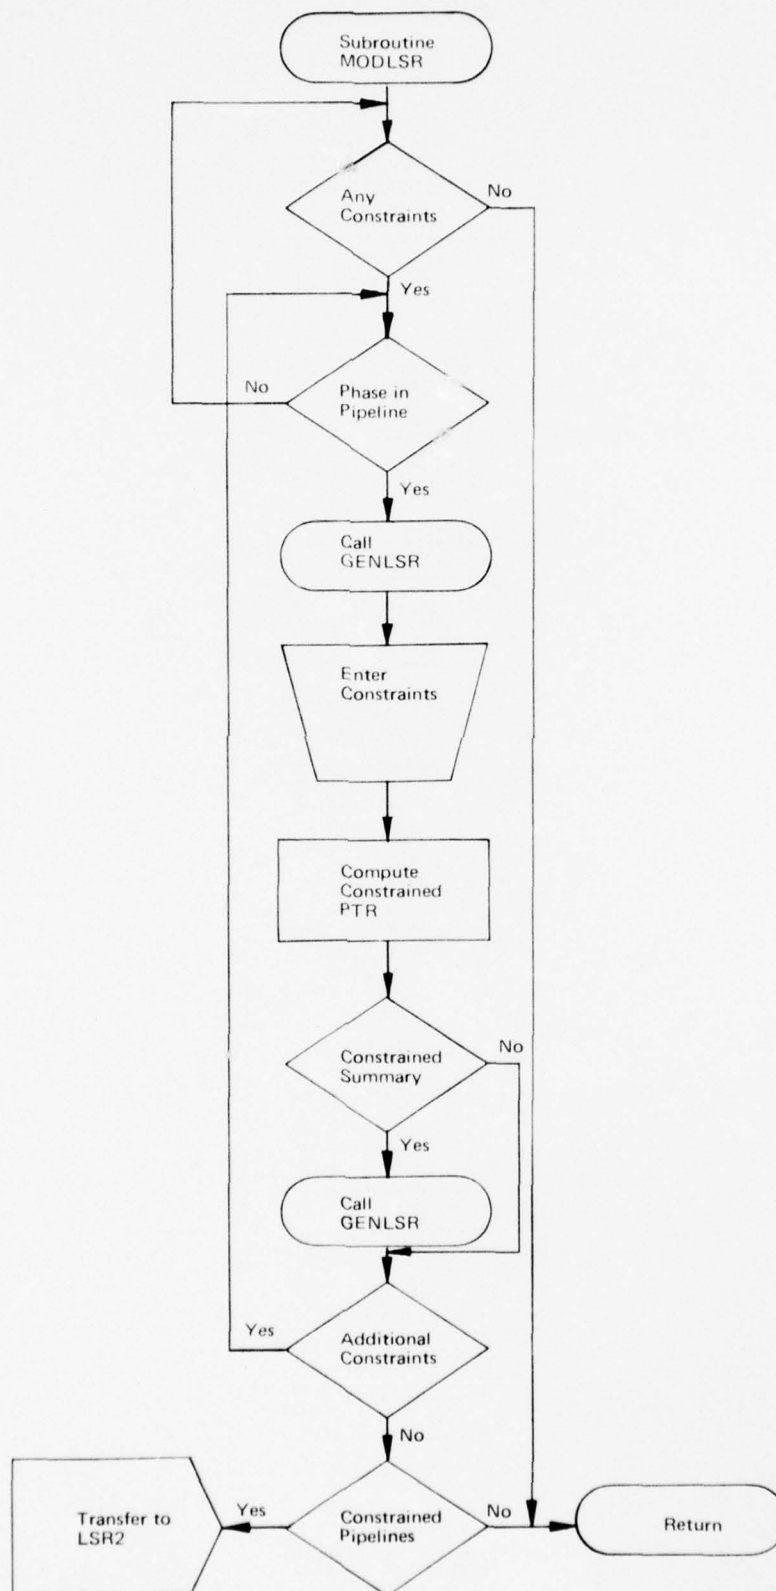 Subroutine
MODLSR
Any
Constraints
No
Yes
Phase in
Pipeline
No
Yes
Call
GENLSR
Enter
Constraints
Compute
Constrained
PTR
Constrained
Summary
No
Yes
Call
GENLSR
Additional
Constraints
Yes
No
Constrained
Pipelines
Yes
No
Transfer to
LSR2
Return